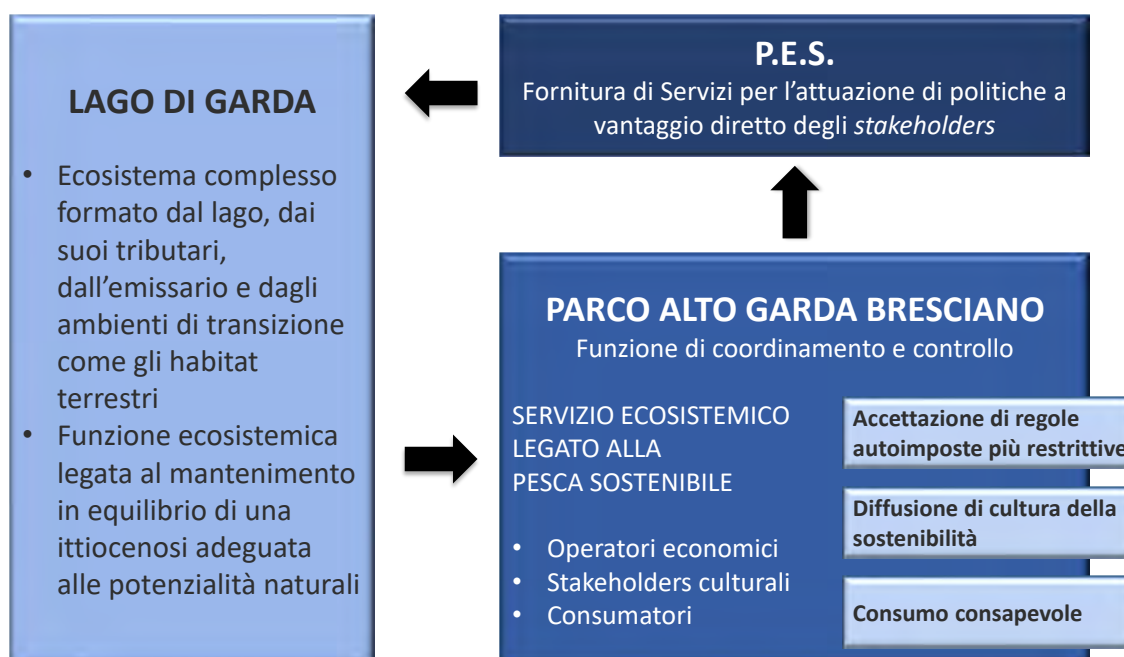 LAGO DI GARDA
• Ecosistema complesso
formato dal lago, dai
suoi tributari,
dall’emissario e dagli
ambienti di transizione
come gli habitat
terrestri
• Funzione ecosistemica
legata al mantenimento
in equilibrio di una
ittiocenosi adeguata
alle potenzialità naturali
P.E.S.
Fornitura di Servizi per l’attuazione di politiche a
vantaggio diretto degli stakeholders
PARCO ALTO GARDA BRESCIANO
Funzione di coordinamento e controllo
SERVIZIO ECOSISTEMICO
LEGATO ALLA
PESCA SOSTENIBILE
• Operatori economici
• Stakeholders culturali
• Consumatori
Accettazione di regole
autoimposte più restrittive
Diffusione di cultura della
sostenibilità
Consumo consapevole